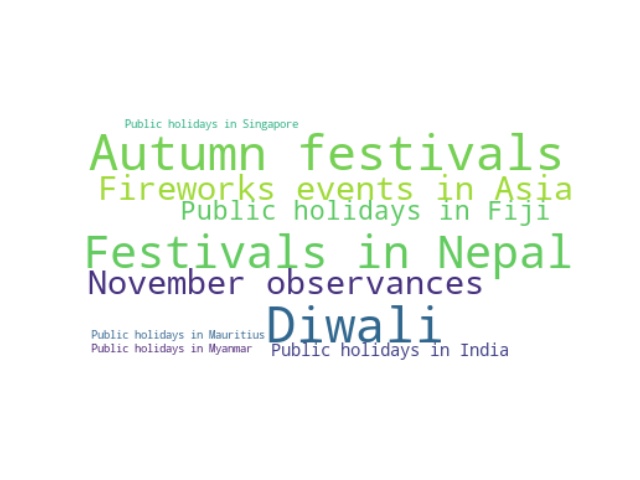 Public holidays in Singapore
Autumn festivals
Fireworks events in Asia
Public holidays in Fiji
Festivals in Nepal
November observances
Diwali
Public holidays in Mauritius
Public holidays in Myanmar
Public holidays in India